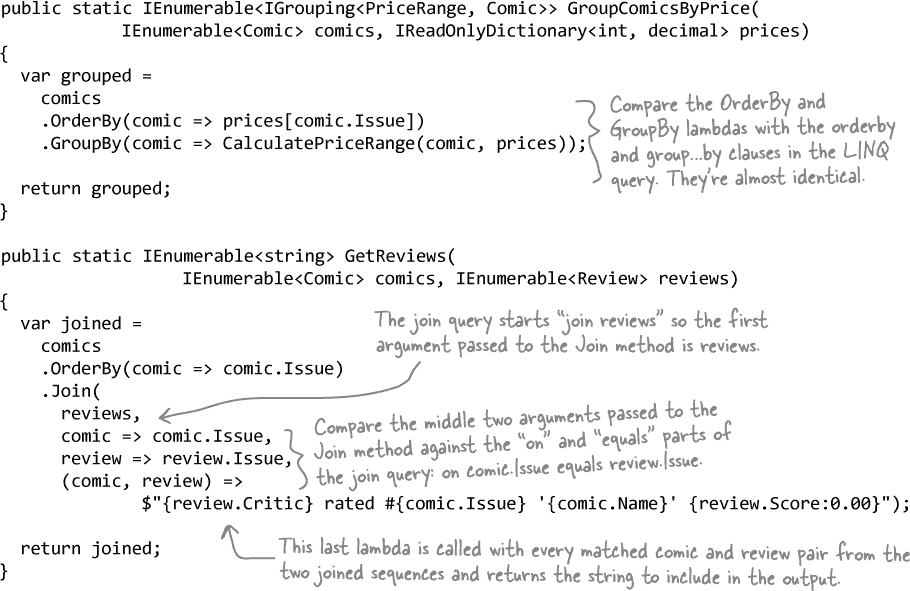 public static IEnumerable<IGrouping<PriceRange, Comic>> GroupComicsByPrice(
IEnumerable<Comic> comics, IReadOnlyDictionary<int, decimal> prices)
{
var grouped =
comics
.OrderBy(comic => prices[comic.Issue])
.GroupBy(comic => CalculatePriceRange(comic, prices));
Compare the OrderBy and
GroupBy lambdas with the orderby
and group...by clauses in the LINQ
query. They're almost identical.
return grouped;
}
public static IEnumerable<string> GetReviews(
IEnumerable<Comic> comics, IEnumerable<Review> reviews)
{
var joined =
comics
.OrderBy(comic => comic.Issue)
.Join(
The join query starts “join reviews” so the first
argument passed to the Join method is reviews.
reviews,
comic => comic.Issue,
review => review.Issue,
(comic, review) =>
Compare the middle two arguments passed to the
Join method against the “on” and “equals” parts of
the join query: on comic.Issue equals review.Issue.
$"{review.Critic} rated #{comic.Issue} '{comic.Name}' {review.Score:0.00}");
This last lambda is called with every matched comic and review pair from the
two joined sequences and returns the string to include in the output.
return joined;
}